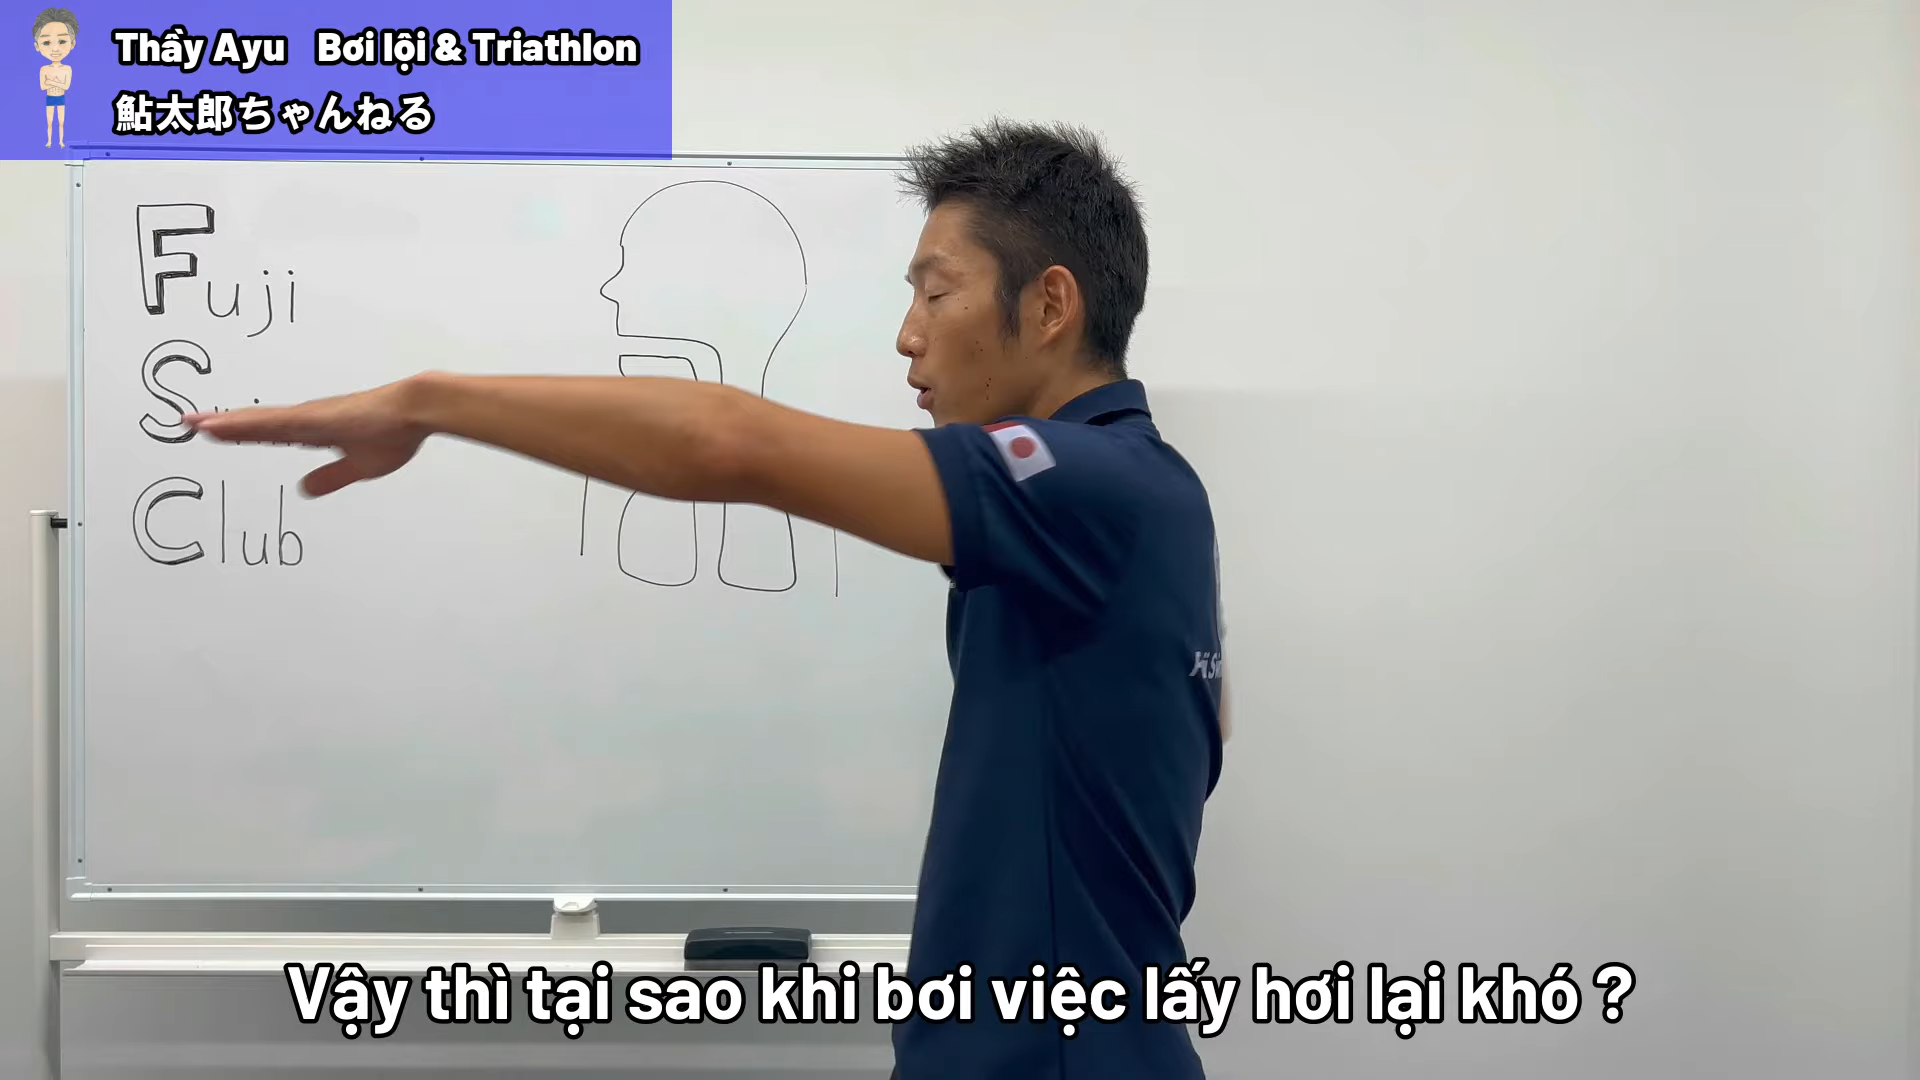 Thầy Ayu Bơi lội & Triathlon
鮎太郎ちゃんねる
Fuji
Club
Vậy thì tại sao khi bơi việc lấy hơi lại khó ?